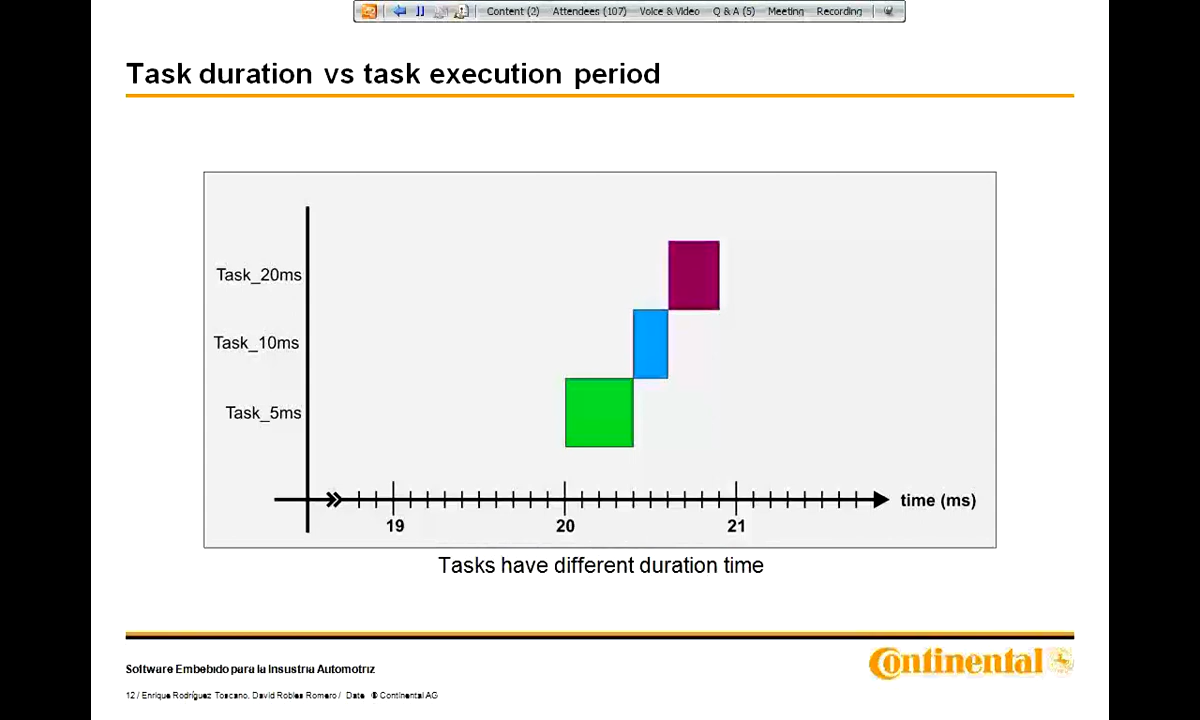 Content (2) Attendees (107) Voice & Video Q & A (5) Meeting Recording
Task duration vs task execution period
Task_20ms
Task_10ms
Task_5ms
time (ms)
19 20 21
Tasks have different duration time
Software Embebido para la Insustria Automotriz
Continental
12 / Enrique Rodríguez Toscano, David Robles Romero / Date © Continental AG